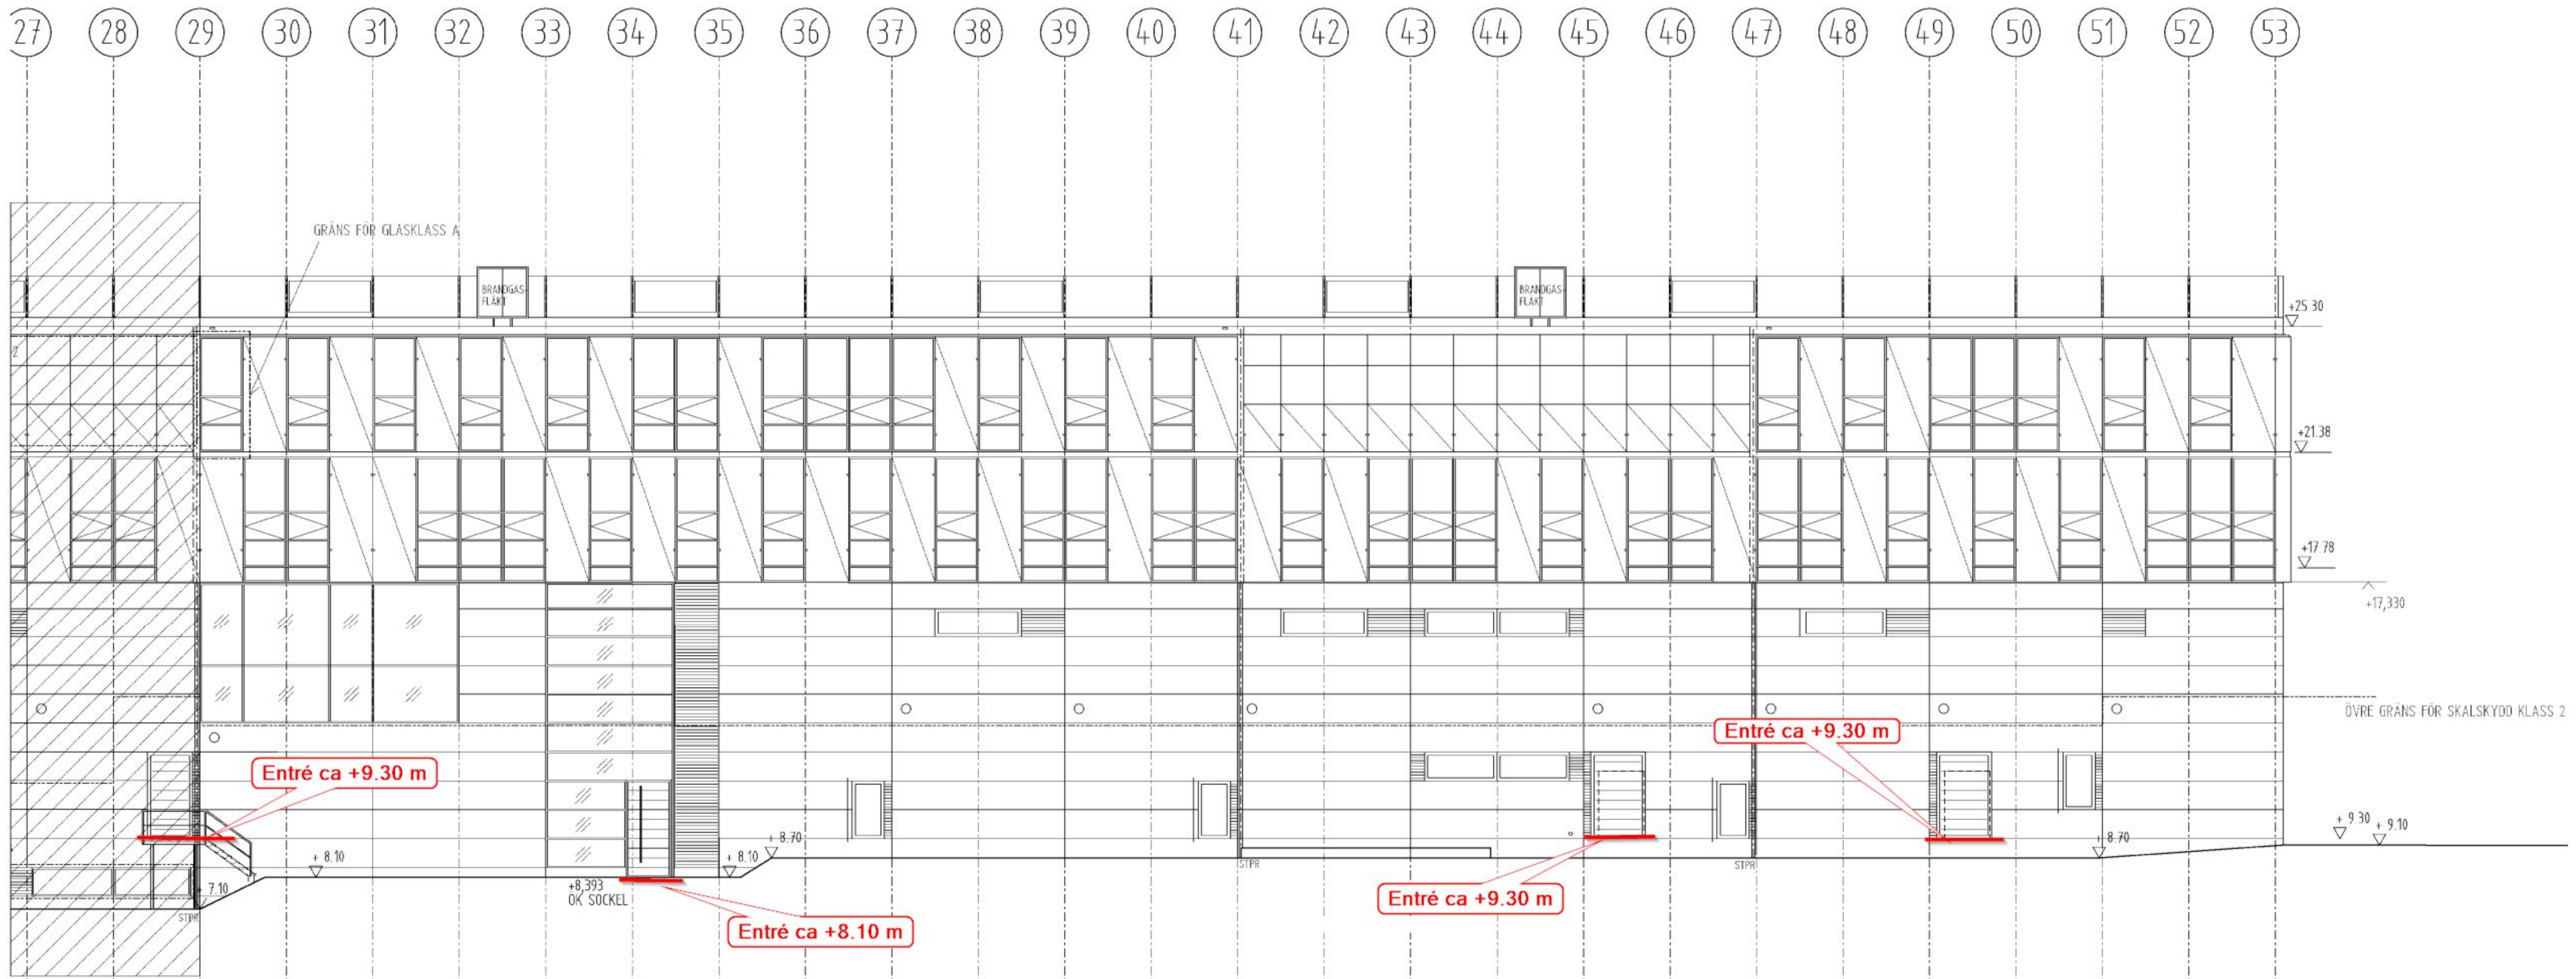 27 28 29 30 31 32 33 34 35 36 37 38 39 40 41 42 43 44 45 46 47 48 49 50 51 52 53
GRÄNS FÖR GLASKLASS A
BRANDGAS-
FLÄKT
BRANDGAS-
FLÄKT
+25.30
2
+21.38
+17.78
+17,330
ÖVRE GRÄNS FÖR SKALSKYDD KLASS 2
Entré ca +9.30 m
Entré ca +9.30 m
+ 8.10
+ 8.70
+ 8.10
+ 8.70
+ 9.30
+ 9.10
+ 7.10
STPR
+8,393
OK SOCKEL
STPR
STPR
Entré ca +9.30 m
Entré ca +8.10 m